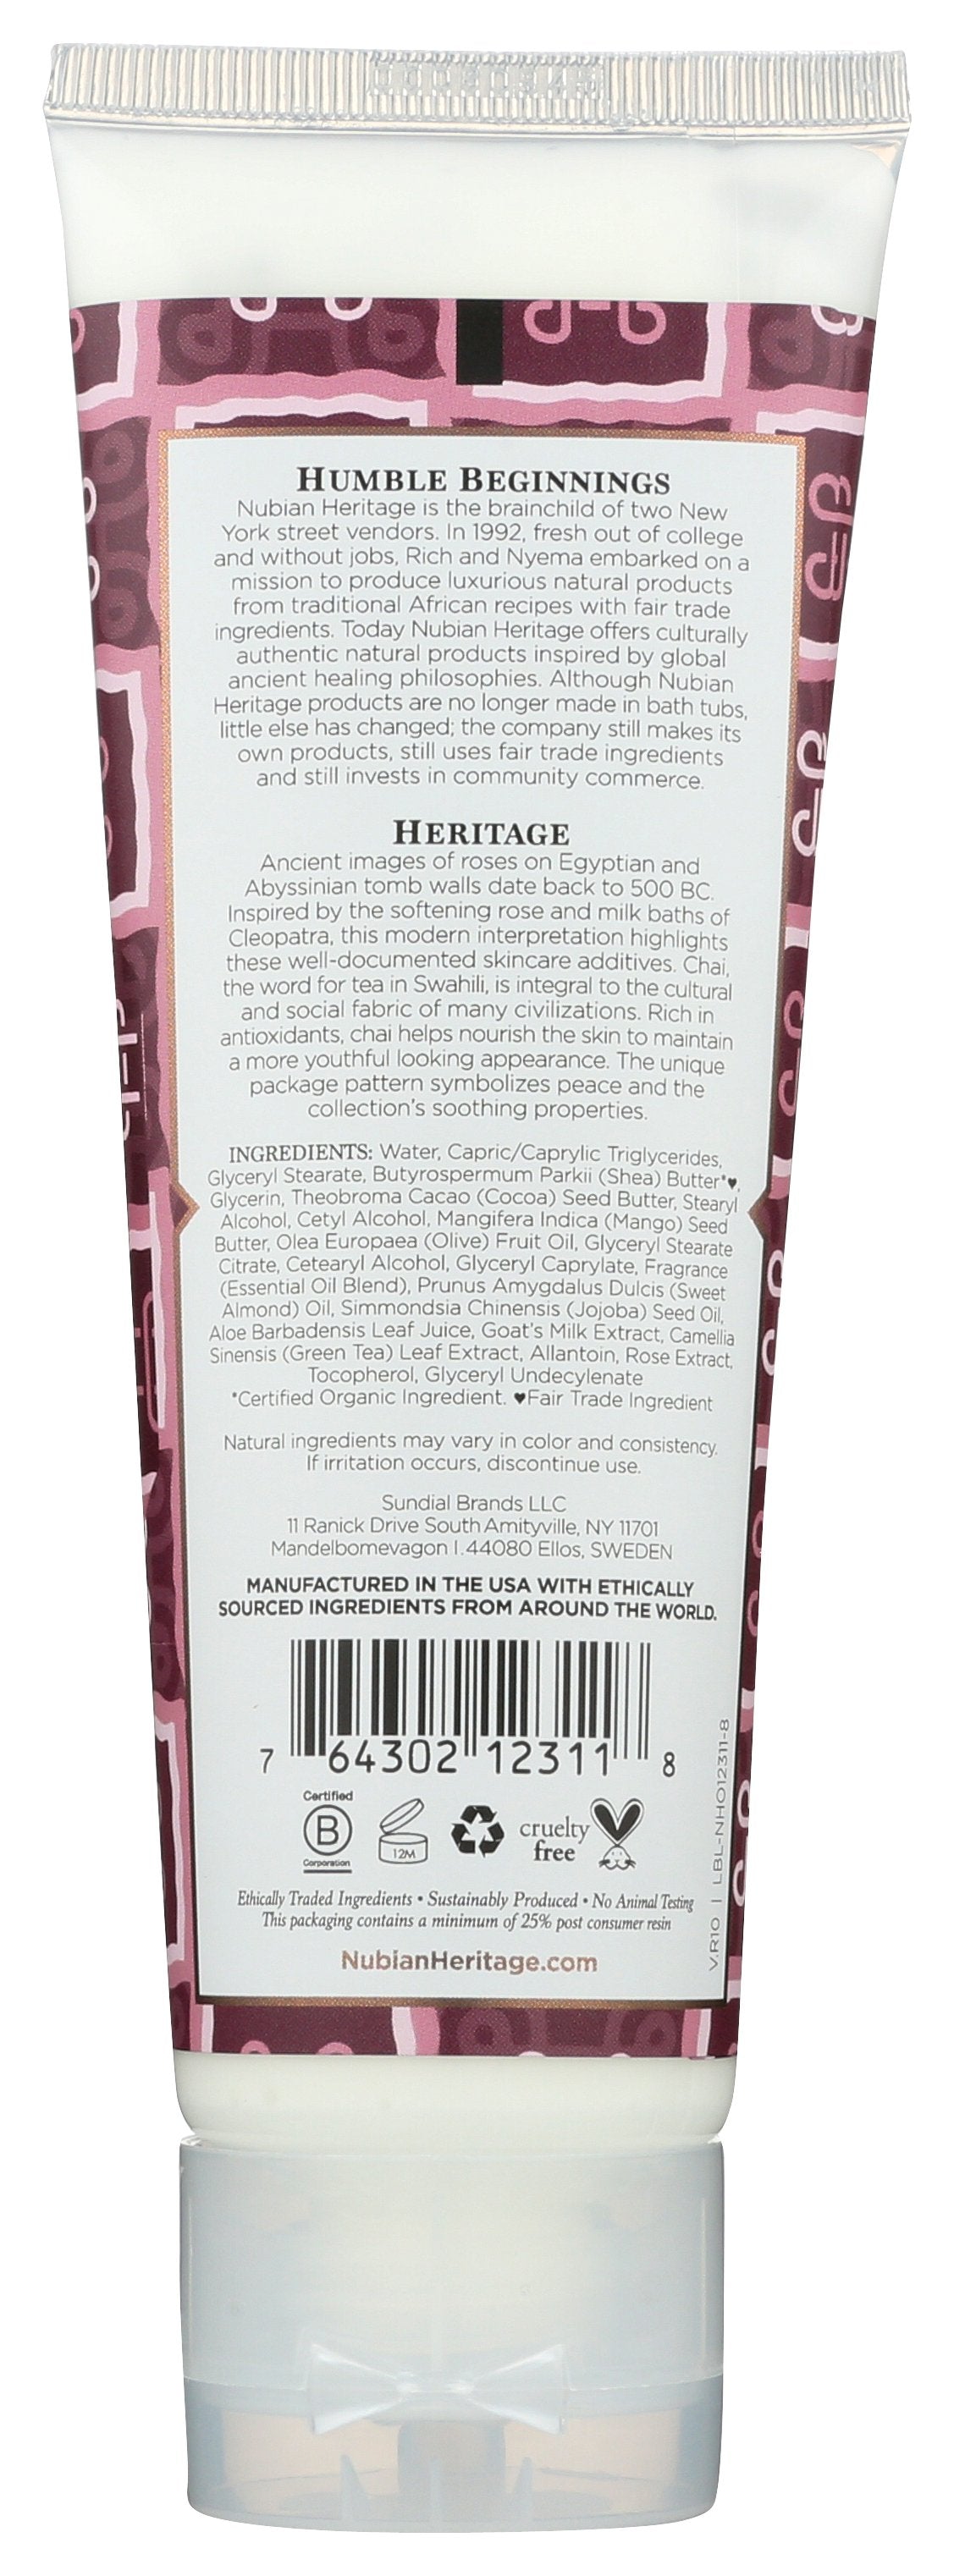 HUMBLE BEGINNINGS
Nubian Heritage is the brainchild of two New
York street vendors. In 1992, fresh out of college
and without jobs, Rich and Nyema embarked on a
mission to produce luxurious natural products
from traditional African recipes with fair trade
ingredients. Today Nubian Heritage offers culturally
authentic natural products inspired by global
ancient healing philosophies. Although Nubian
Heritage products are no longer made in bath tubs,
little else has changed; the company still makes its
own products, still uses fair trade ingredients
and still invests in community commerce.
HERITAGE
Ancient images of roses on Egyptian and
Abyssinian tomb walls date back to 500 BC.
Inspired by the softening rose and milk baths of
Cleopatra, this modern interpretation highlights
these well-documented skincare additives. Chai,
the word for tea in Swahili, is integral to the cultural
and social fabric of many civilizations. Rich in
antioxidants, chai helps nourish the skin to maintain
a more youthful looking appearance. The unique
package pattern symbolizes peace and the
collection's soothing properties.
INGREDIENTS: Water, Capric/Caprylic Triglycerides,
Glyceryl Stearate, Butyrospermum Parkii (Shea) Butter*♥,
Glycerin, Theobroma Cacao (Cocoa) Seed Butter, Stearyl
Alcohol, Cetyl Alcohol, Mangifera Indica (Mango) Seed
Butter, Olea Europaea (Olive) Fruit Oil, Glyceryl Stearate
Citrate, Cetearyl Alcohol, Glyceryl Caprylate, Fragrance
(Essential Oil Blend), Prunus Amygdalus Dulcis (Sweet
Almond) Oil, Simmondsia Chinensis (Jojoba) Seed Oil,
Aloe Barbadensis Leaf Juice, Goat's Milk Extract, Camellia
Sinensis (Green Tea) Leaf Extract, Allantoin, Rose Extract,
Tocopherol, Glyceryl Undecylenate
*Certified Organic Ingredient. ♥Fair Trade Ingredient
Natural ingredients may vary in color and consistency.
If irritation occurs, discontinue use.
Sundial Brands LLC
11 Ranick Drive South Amityville, NY 11701
Mandelbomevagon 1.44080 Ellos, SWEDEN
MANUFACTURED IN THE USA WITH ETHICALLY
SOURCED INGREDIENTS FROM AROUND THE WORLD.
7 64302 12311 8
Certified
B
Corporation
12M
cruelty
free
Ethically Traded Ingredients • Sustainably Produced • No Animal Testing
This packaging contains a minimum of 25% post consumer resin
NubianHeritage.com
V.R10 | LBL-NHO12311-8